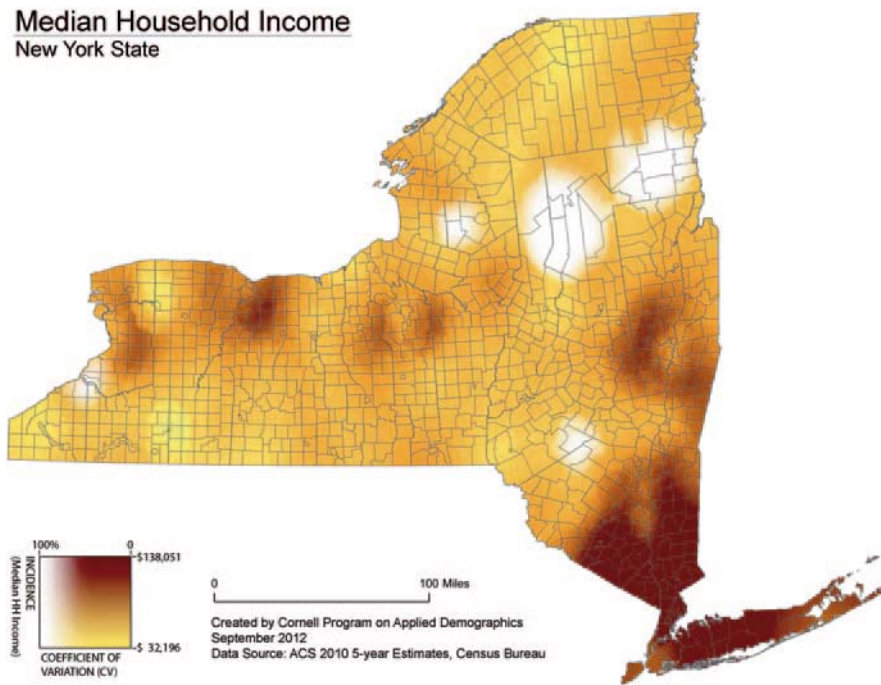 Median Household Income
New York State
100%
0
$138,051
INCIDENCE
(Median HH Income)
$ 32,196
COEFFICIENT OF
VARIATION (CV)
0
100 Miles
Created by Cornell Program on Applied Demographics
September 2012
Data Source: ACS 2010 5-year Estimates, Census Bureau